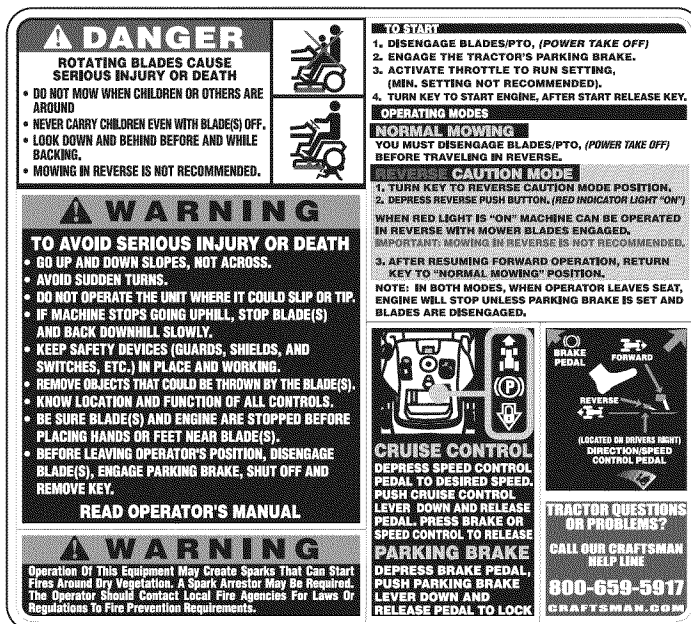 DANGER
ROTATING BLADES CAUSE
SERIOUS INJURY OR DEATH
• DO NOT MOW WHEN CHILDREN OR OTHERS ARE
AROUND
• NEVER CARRY CHILDREN EVEN WITH BLADE(S) OFF.
• LOOK DOWN AND BEHIND BEFORE AND WHILE
BACKING.
• MOWING IN REVERSE IS NOT RECOMMENDED.
WARNING
TO AVOID SERIOUS INJURY OR DEATH
• GO UP AND DOWN SLOPES, NOT ACROSS.
• AVOID SUDDEN TURNS.
• DO NOT OPERATE THE UNIT WHERE IT COULD SLIP OR TIP.
• IF MACHINE STOPS GOING UPHILL, STOP BLADE(S)
AND BACK DOWNHILL SLOWLY.
• KEEP SAFETY DEVICES (GUARDS, SHIELDS, AND
SWITCHES, ETC.) IN PLACE AND WORKING.
• REMOVE OBJECTS THAT COULD BE THROWN BY THE BLADE(S).
• KNOW LOCATION AND FUNCTION OF ALL CONTROLS.
• BE SURE BLADE(S) AND ENGINE ARE STOPPED BEFORE
PLACING HANDS OR FEET NEAR BLADE(S).
• BEFORE LEAVING OPERATOR'S POSITION, DISENGAGE
BLADE(S), ENGAGE PARKING BRAKE, SHUT OFF AND
REMOVE KEY.
READ OPERATOR'S MANUAL
WARNING
Operation Of This Equipment May Create Sparks That Can Start
Fires Around Dry Vegetation. A Spark Arrestor May Be Required.
The Operator Should Contact Local Fire Agencies For Laws Or
Regulations To Fire Prevention Requirements.
TO START
1. DISENGAGE BLADES/PTO, (POWER TAKE OFF)
2. ENGAGE THE TRACTOR'S PARKING BRAKE.
3. ACTIVATE THROTTLE TO RUN SETTING,
(MIN. SETTING NOT RECOMMENDED).
4. TURN KEY TO START ENGINE, AFTER START RELEASE KEY.
OPERATING MODES
NORMAL MOWING
YOU MUST DISENGAGE BLADES/PTO, (POWER TAKE OFF)
BEFORE TRAVELING IN REVERSE.
REVERSE CAUTION MODE
1. TURN KEY TO REVERSE CAUTION MODE POSITION.
2. DEPRESS REVERSE PUSH BUTTON. (RED INDICATOR LIGHT "ON")
WHEN RED LIGHT IS "ON" MACHINE CAN BE OPERATED
IN REVERSE WITH MOWER BLADES ENGAGED.
IMPORTANT: MOWING IN REVERSE IS NOT RECOMMENDED.
3. AFTER RESUMING FORWARD OPERATION, RETURN
KEY TO "NORMAL MOWING" POSITION.
NOTE: IN BOTH MODES, WHEN OPERATOR LEAVES SEAT,
ENGINE WILL STOP UNLESS PARKING BRAKE IS SET AND
BLADES ARE DISENGAGED.
P
CRUISE CONTROL
DEPRESS SPEED CONTROL
PEDAL TO DESIRED SPEED.
PUSH CRUISE CONTROL
LEVER DOWN AND RELEASE
PEDAL. PRESS BRAKE OR
SPEED CONTROL TO RELEASE
PARKING BRAKE
DEPRESS BRAKE PEDAL,
PUSH PARKING BRAKE
LEVER DOWN AND
RELEASE PEDAL TO LOCK
BRAKE
PEDAL
FORWARD
REVERSE
(LOCATED ON DRIVERS RIGHT)
DIRECTION/SPEED
CONTROL PEDAL
TRACTOR QUESTIONS
OR PROBLEMS?
CALL OUR CRAFTSMAN
HELP LINE
800-659-5917
CRAFTSMAN.COM